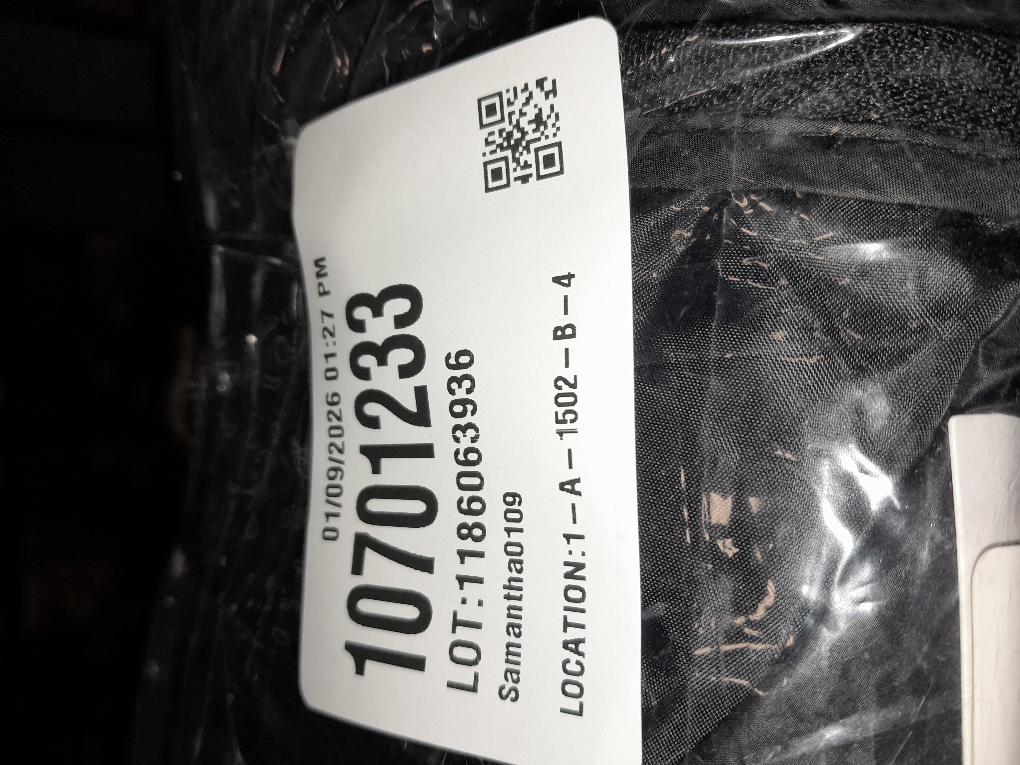 01/09/2026 01:27 PM
10701233
LOT:1186063936
Samantha0109
LOCATION:1-A-1502-B-4